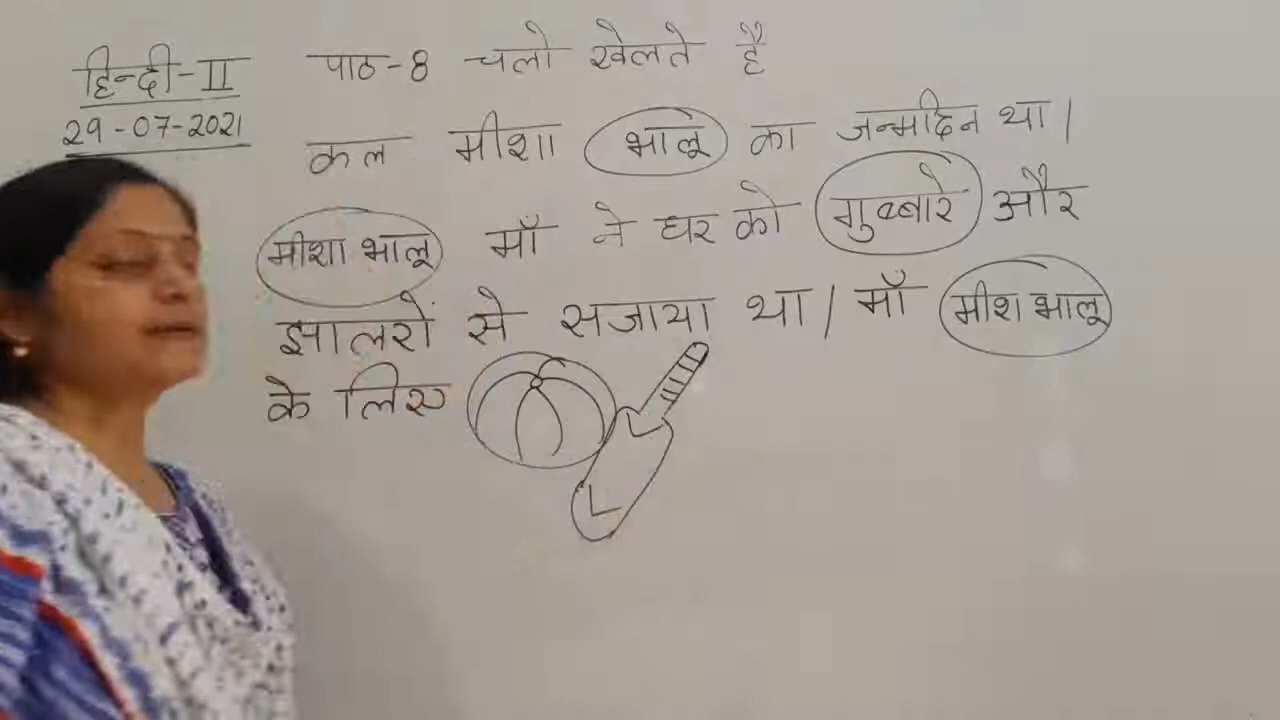 हिन्दी-II
29-07-2021
पाठ-8 चलो खेलते है
कल मीशा भालू का जन्मदिन था।
मीशा भालू माँ ने घर को गुब्बारे और
झालरों से सजाया था। माँ मीश भालू
के लिए